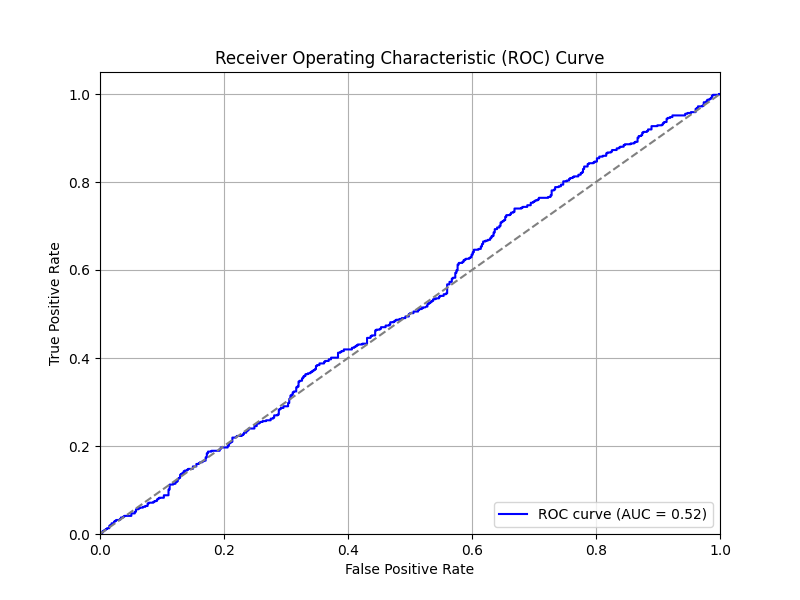 Receiver Operating Characteristic (ROC) Curve
True Positive Rate
1.0
0.8
0.6
0.4
0.2
0.0
ROC curve (AUC = 0.52)
0.0 0.2 0.4 0.6 0.8 1.0
False Positive Rate